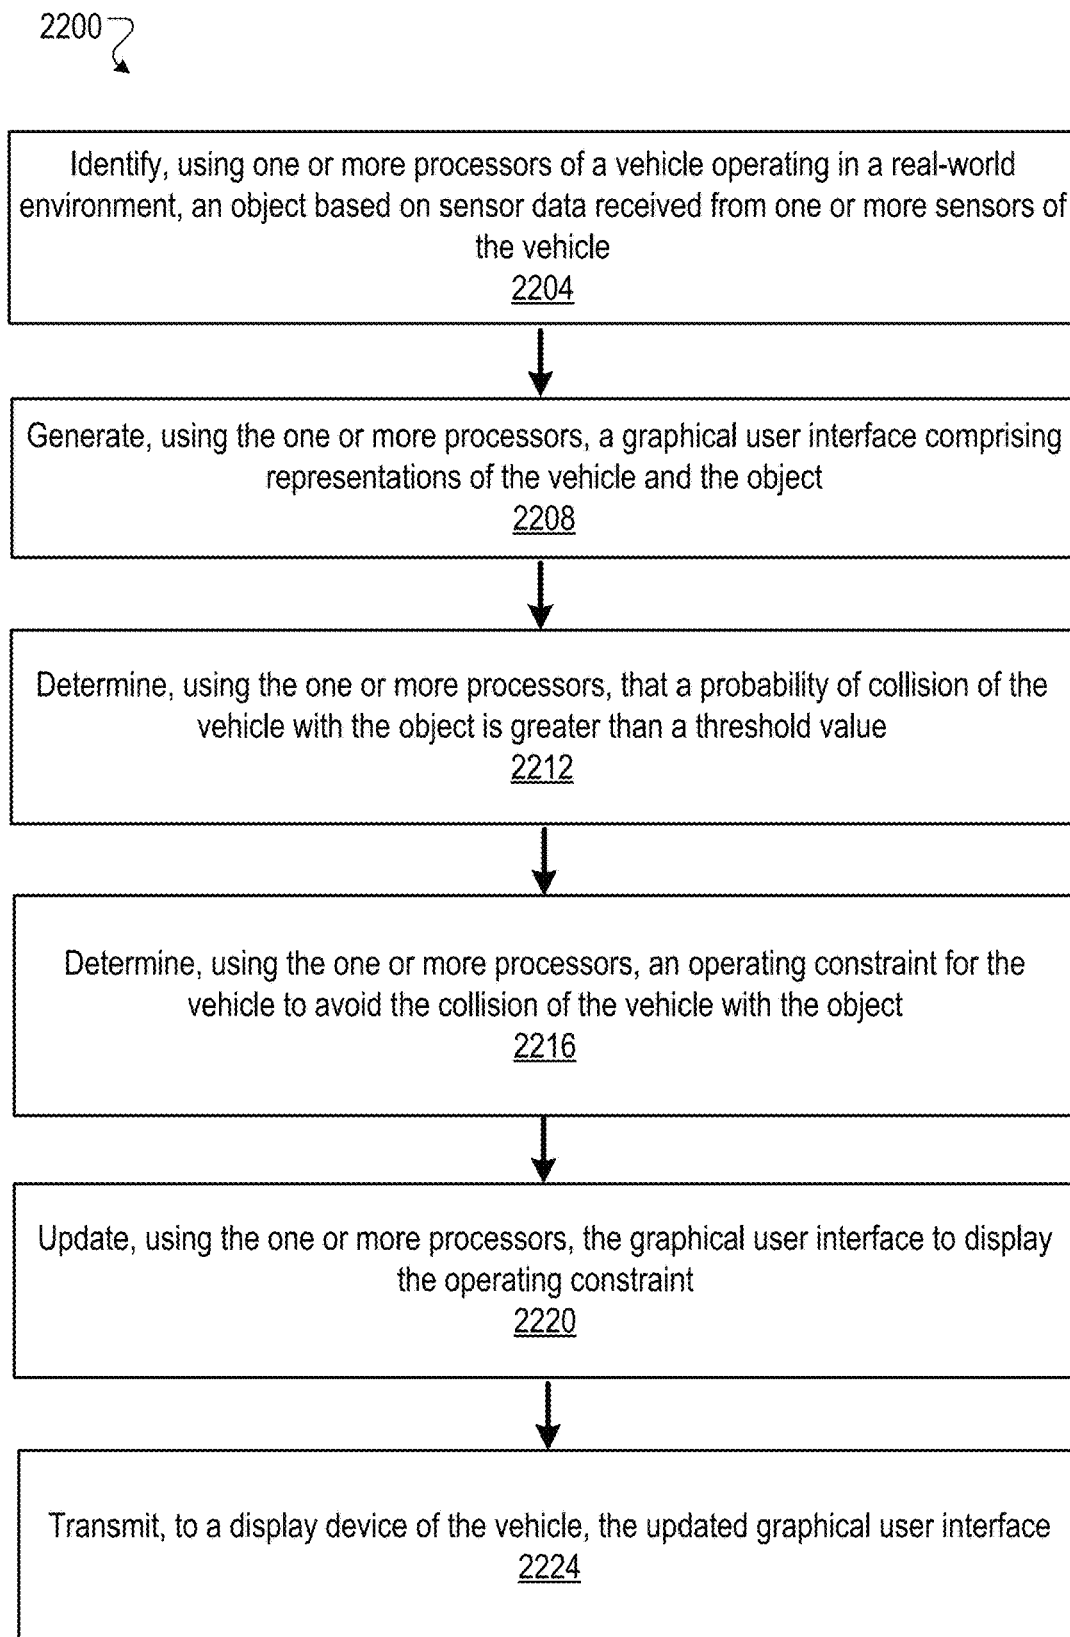 2200
Identify, using one or more processors of a vehicle operating in a real-world
environment, an object based on sensor data received from one or more sensors of
the vehicle
2204
Generate, using the one or more processors, a graphical user interface comprising
representations of the vehicle and the object
2208
Determine, using the one or more processors, that a probability of collision of the
vehicle with the object is greater than a threshold value
2212
Determine, using the one or more processors, an operating constraint for the
vehicle to avoid the collision of the vehicle with the object
2216
Update, using the one or more processors, the graphical user interface to display
the operating constraint
2220
Transmit, to a display device of the vehicle, the updated graphical user interface
2224